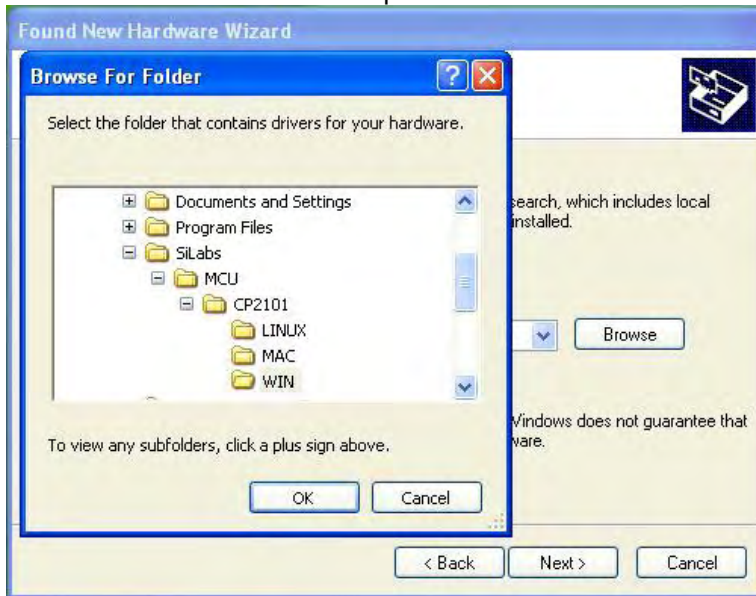 Found New Hardware Wizard
Browse For Folder
Select the folder that contains drivers for your hardware.
Documents and Settings
Program Files
SiLabs
MCU
CP2101
LINUX
MAC
WIN
To view any subfolders, click a plus sign above.
OK
Cancel
search, which includes local
installed.
Browse
Windows does not guarantee that
ware.
< Back
Next >
Cancel